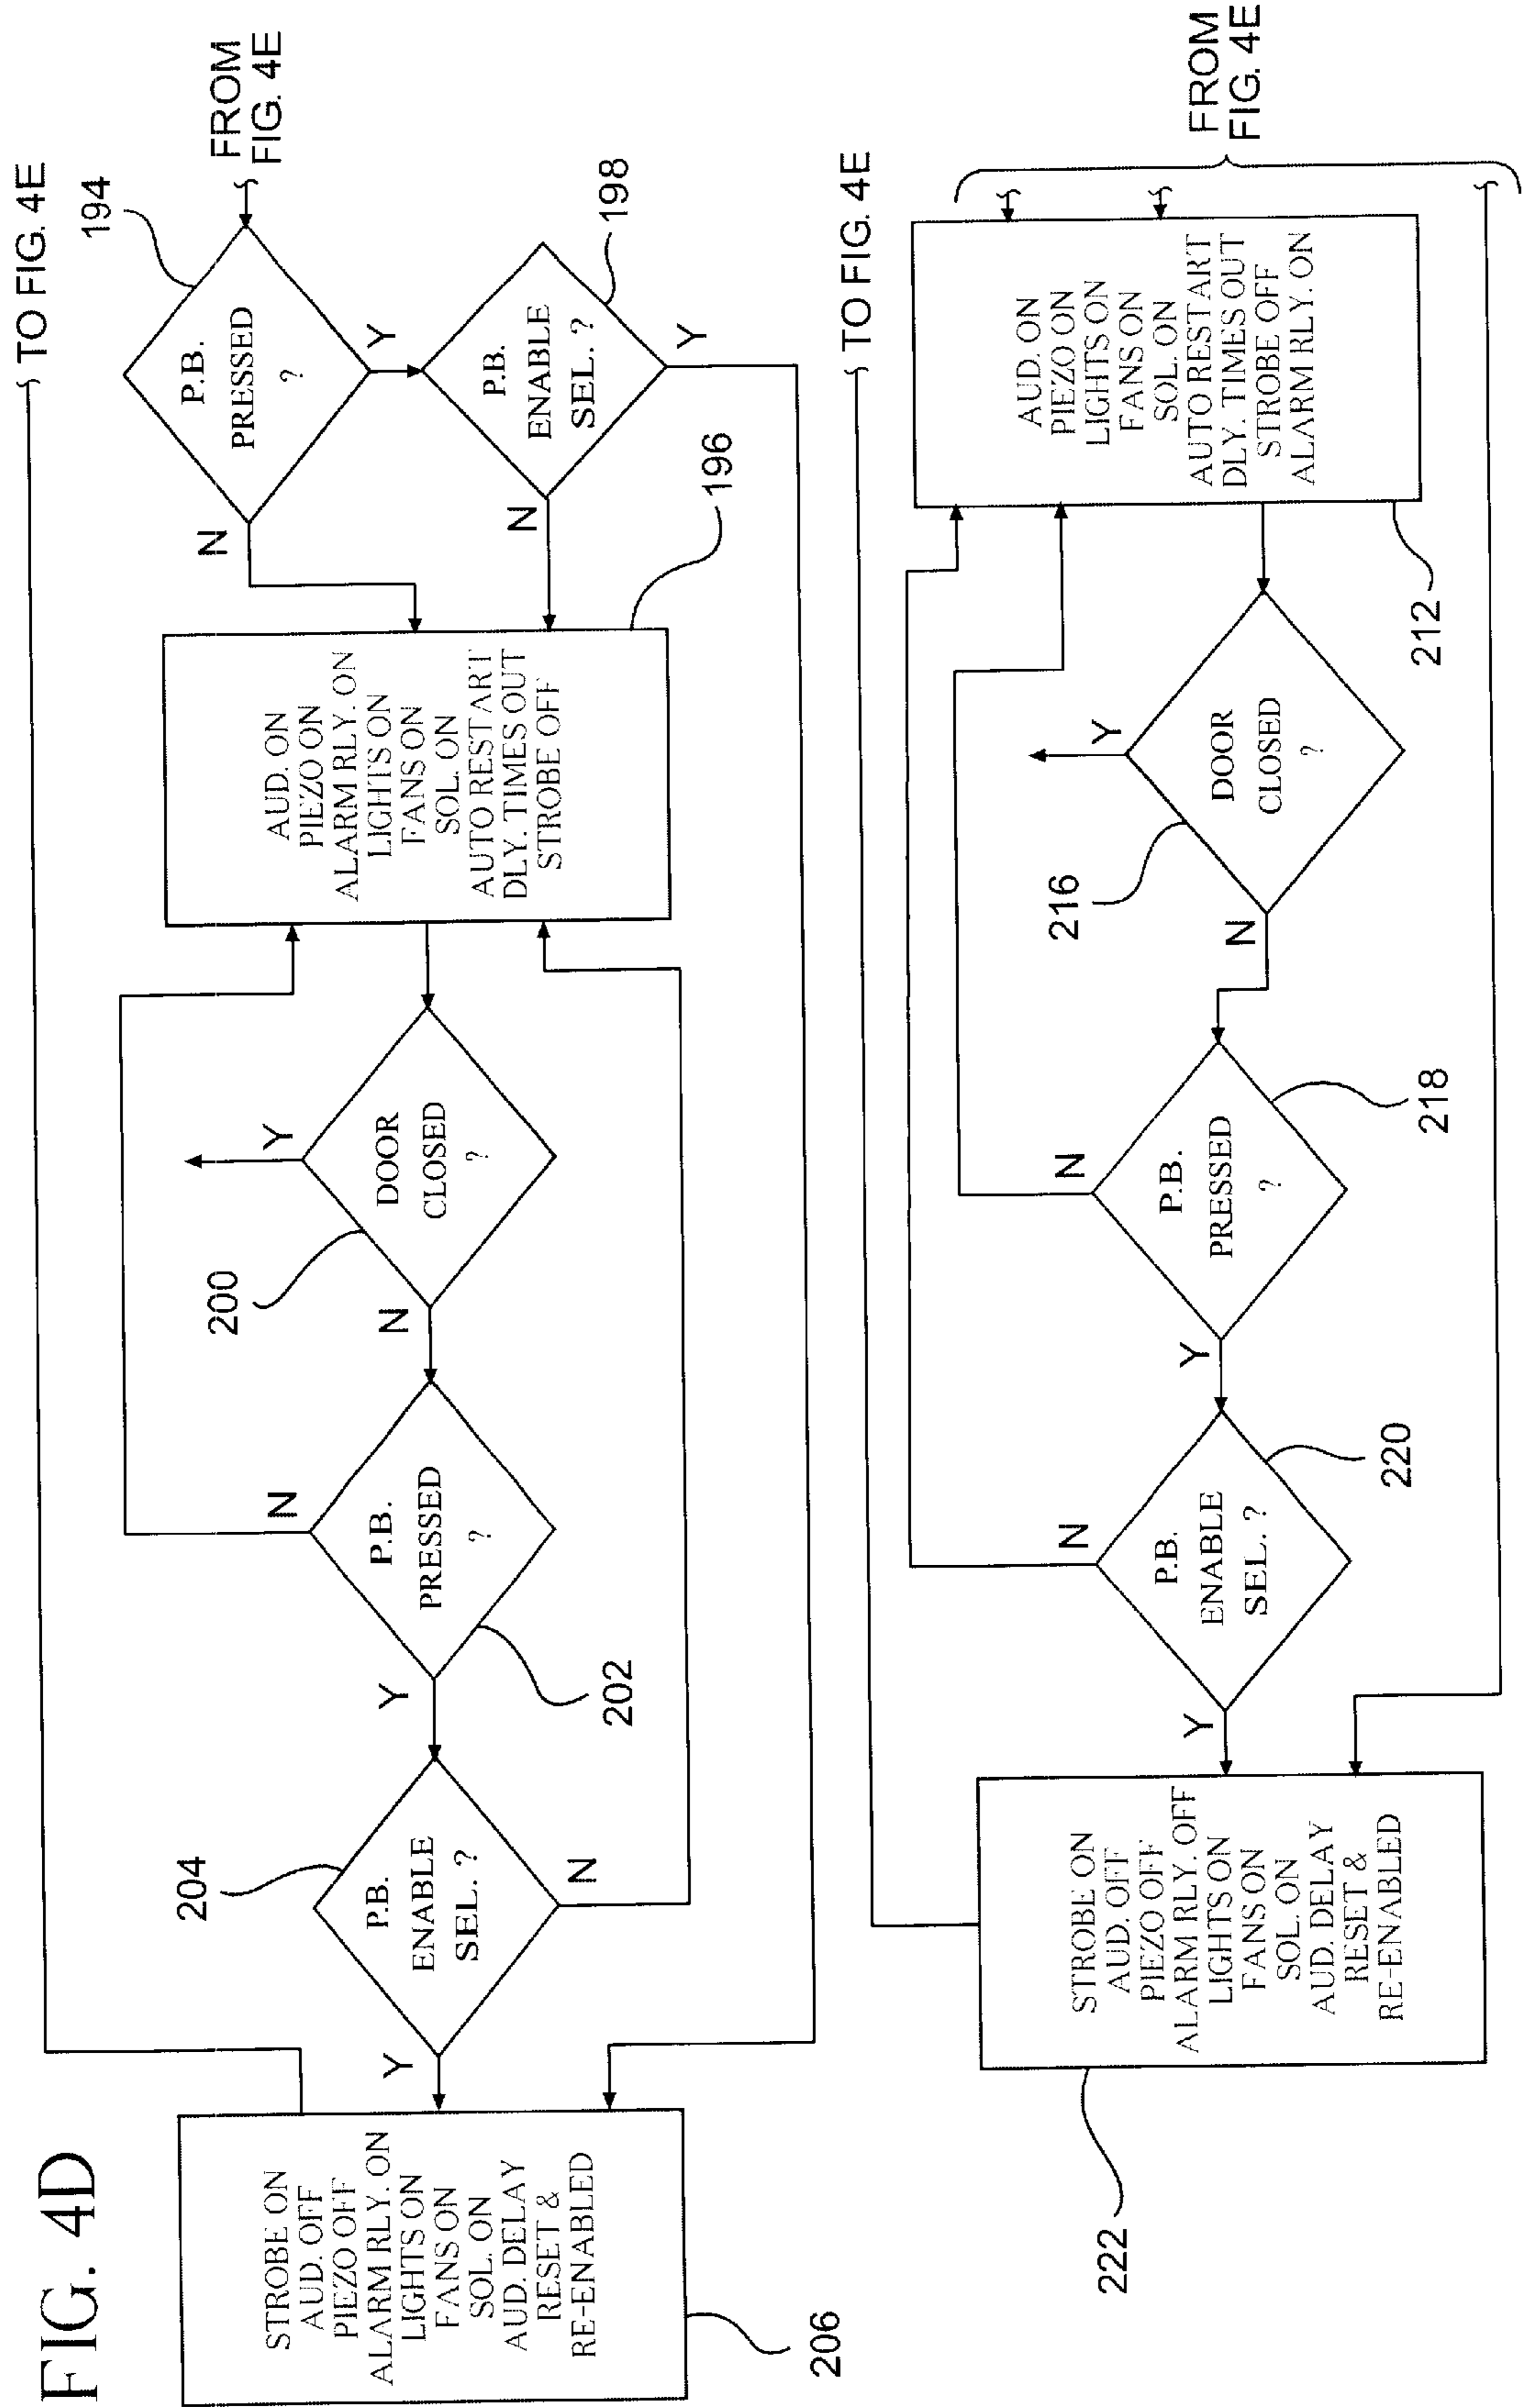 FIG. 4D
TO FIG. 4E
FROM
FIG. 4E
194
P.B.
PRESSED
?
Y
N
198
P.B.
ENABLE
SEL. ?
Y
N
196
AUD. ON
PIEZO ON
ALARM RLY. ON
LIGHTS ON
FANS ON
SOL. ON
AUTO RESTART
DLY. TIMES OUT
STROBE OFF
200
DOOR
CLOSED
?
Y
N
202
P.B.
PRESSED
?
N
Y
204
P.B.
ENABLE
SEL. ?
N
Y
206
STROBE ON
AUD. OFF
PIEZO OFF
ALARM RLY. ON
LIGHTS ON
FANS ON
SOL. ON
AUD. DELAY
RESET &
RE-ENABLED
TO FIG. 4E
FROM
FIG. 4E
212
AUD. ON
PIEZO ON
LIGHTS ON
FANS ON
SOL. ON
AUTO RESTART
DLY. TIMES OUT
STROBE OFF
ALARM RLY. ON
216
DOOR
CLOSED
?
Y
N
218
P.B.
PRESSED
?
N
Y
220
P.B.
ENABLE
SEL. ?
N
Y
222
STROBE ON
AUD. OFF
PIEZO OFF
ALARM RLY. OFF
LIGHTS ON
FANS ON
SOL. ON
AUD. DELAY
RESET &
RE-ENABLED